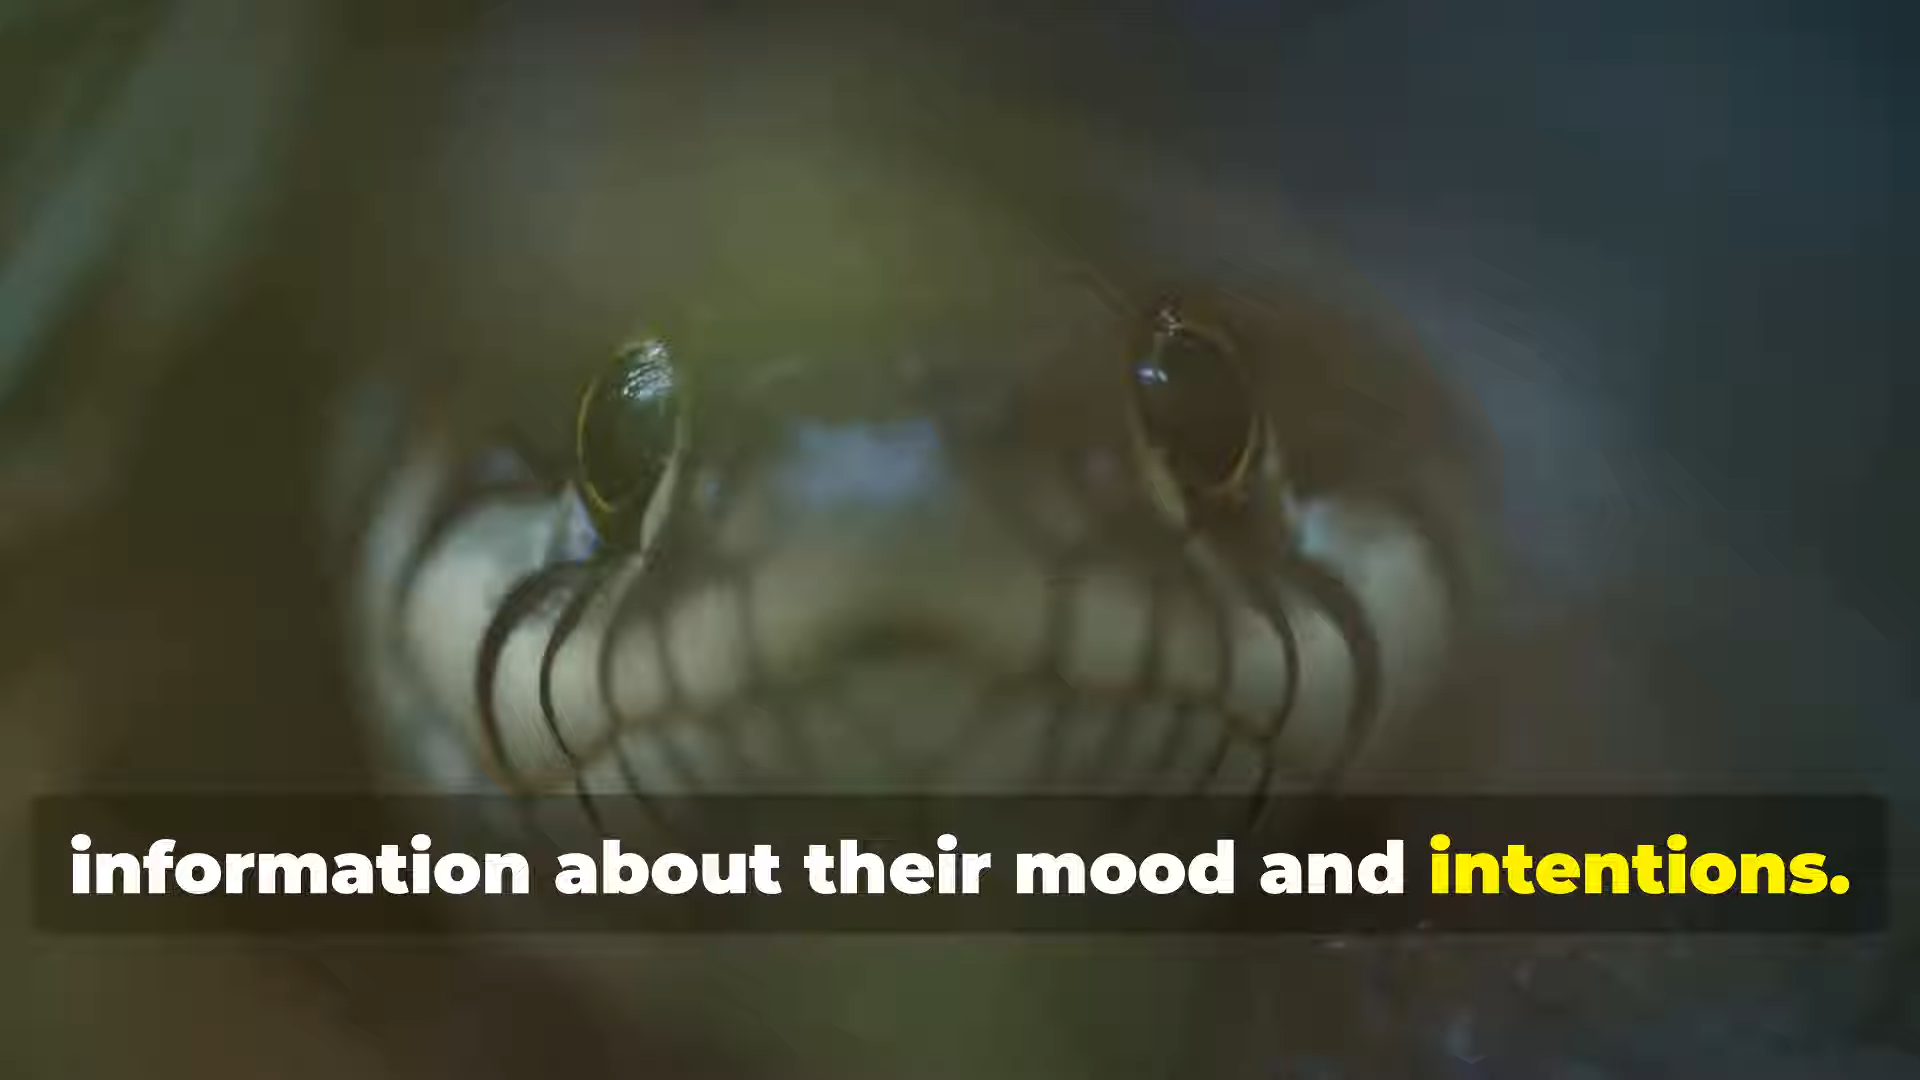 information about their mood and intentions.